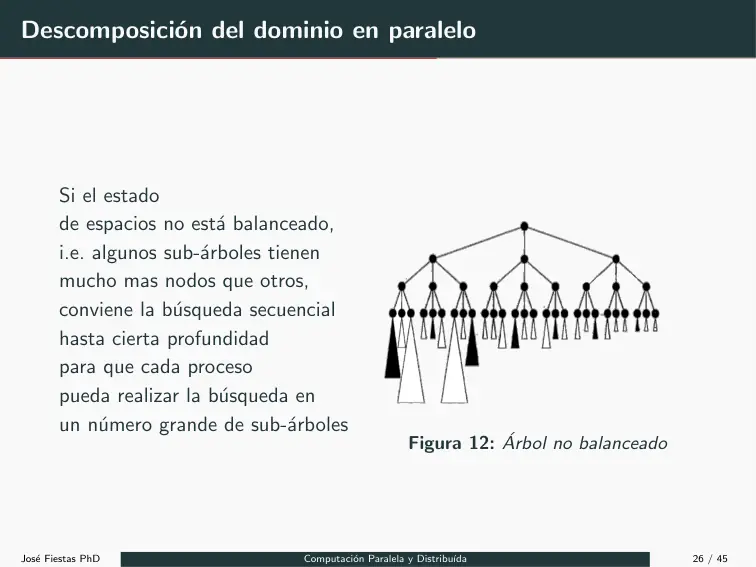 Descomposición del dominio en paralelo
Si el estado
de espacios no está balanceado,
i.e. algunos sub-árboles tienen
mucho mas nodos que otros,
conviene la búsqueda secuencial
hasta cierta profundidad
para que cada proceso
pueda realizar la búsqueda en
un número grande de sub-árboles
Figura 12: Árbol no balanceado
José Fiestas PhD
Computación Paralela y Distribuída
26 / 45